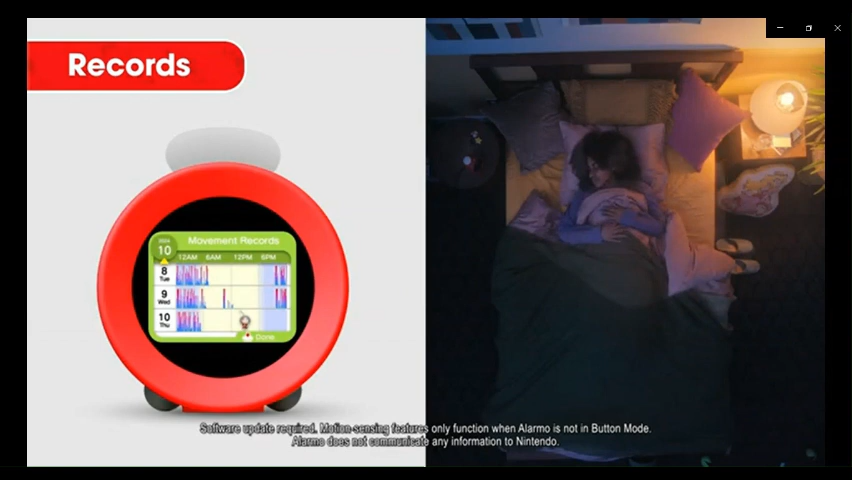 Records
2024
10
Movement Records
12AM 6AM 12PM 6PM
8
Tue
9
Wed
10
Thu
Done
Software update required. Motion-sensing features only function when Alarmo is not in Button Mode.
Alarmo does not communicate any information to Nintendo.